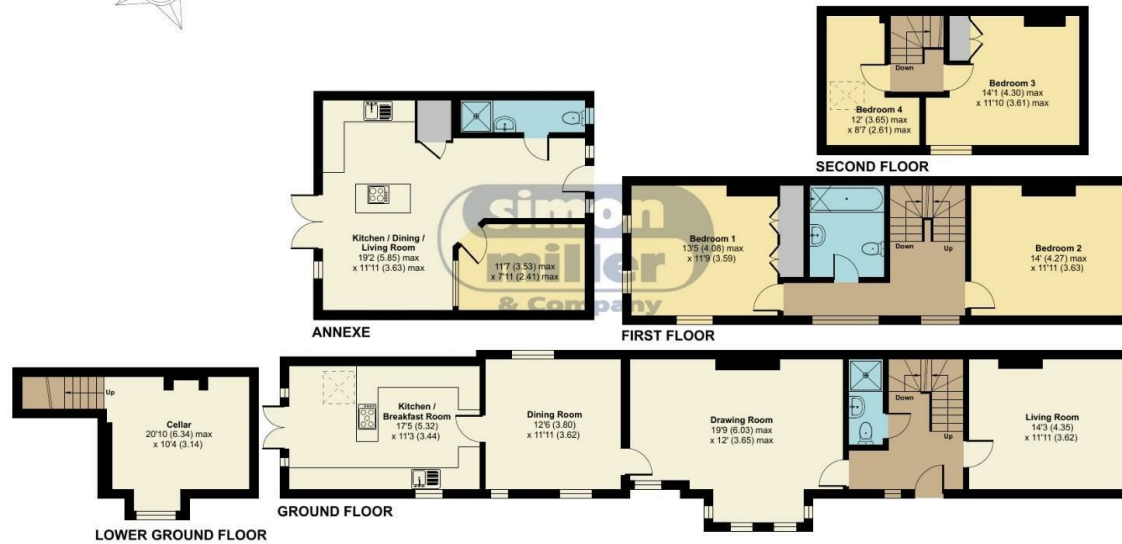 Down
Bedroom 3
14'1 (4.30) max
x 11'10 (3.61) max
Bedroom 4
12' (3.65) max
x 8'7 (2.61) max
SECOND FLOOR
Kitchen / Dining /
Living Room
19'2 (5.85) max
x 11'11 (3.63) max
11'7 (3.53) max
x 7'11 (2.41) max
ANNEXE
simon
miller
& Company
Bedroom 1
13'5 (4.08) max
x 11'9 (3.59)
Down
Up
Bedroom 2
14' (4.27) max
x 11'11 (3.63)
FIRST FLOOR
Up
Cellar
20'10 (6.34) max
x 10'4 (3.14)
LOWER GROUND FLOOR
Kitchen /
Breakfast Room
17'5 (5.32)
x 11'3 (3.44)
Dining Room
12'6 (3.80)
x 11'11 (3.62)
Drawing Room
19'9 (6.03) max
x 12' (3.65) max
Down
Up
Living Room
14'3 (4.35)
x 11'11 (3.62)
GROUND FLOOR